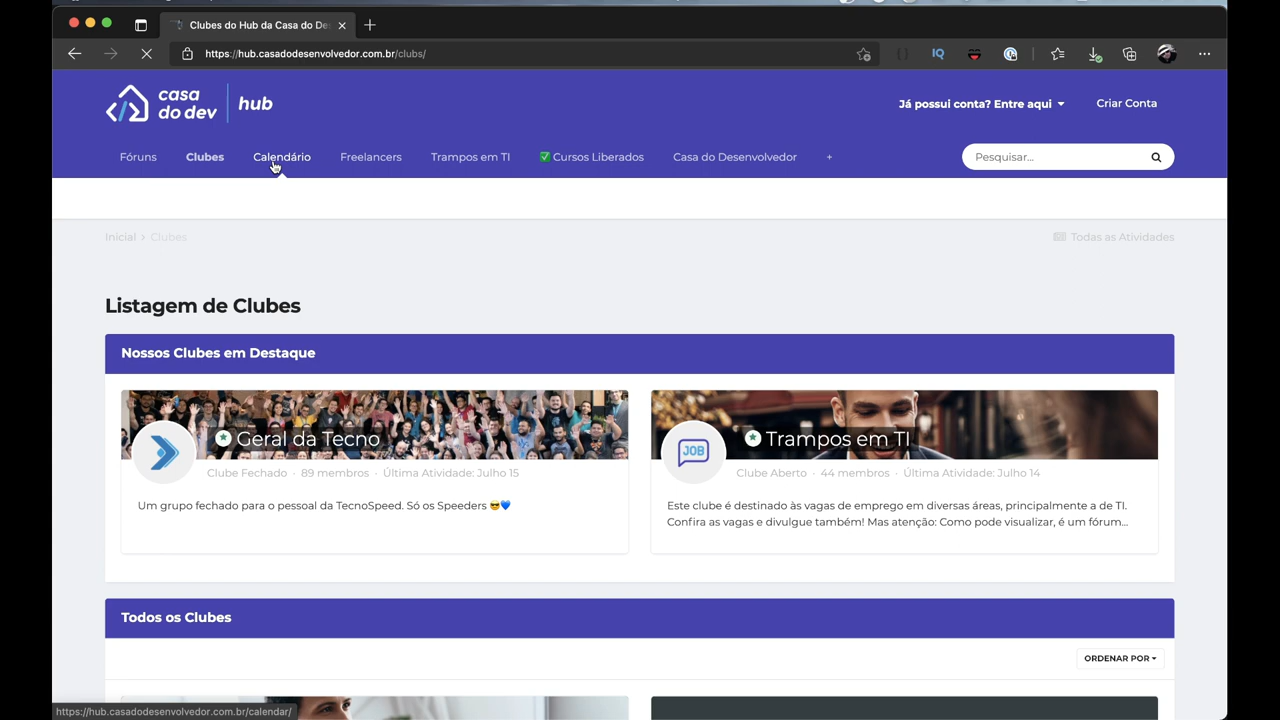 Clubes do Hub da Casa do De
https://hub.casadodesenvolvedor.com.br/clubs/
IQ
casa do dev
hub
Já possui conta? Entre aqui
Criar Conta
Fóruns
Clubes
Calendário
Freelancers
Trampos em TI
✅ Cursos Liberados
Casa do Desenvolvedor
+
Pesquisar...
Inicial > Clubes
Todas as Atividades
Listagem de Clubes
Nossos Clubes em Destaque
Geral da Tecno
Clube Fechado · 89 membros · Última Atividade: Julho 15
Um grupo fechado para o pessoal da TecnoSpeed. Só os Speeders 😎💙
JOB
Trampos em TI
Clube Aberto · 44 membros · Última Atividade: Julho 14
Este clube é destinado às vagas de emprego em diversas áreas, principalmente a de TI.
Confira as vagas e divulgue também! Mas atenção: Como pode visualizar, é um fórum...
Todos os Clubes
ORDENAR POR
https://hub.casadodesenvolvedor.com.br/calendar/